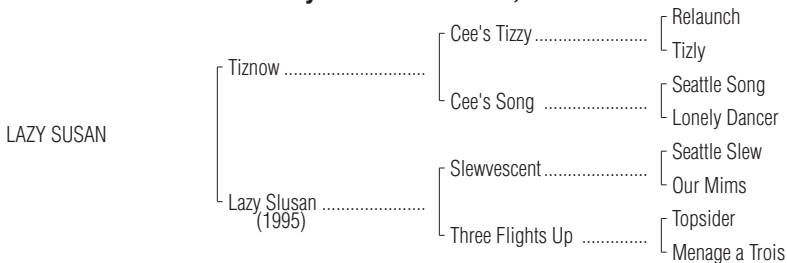 Relaunch
Cee's Tizzy ........................
Tizly
Tiznow ..............................
Seattle Song
Cee's Song ......................
Lonely Dancer
LAZY SUSAN
Seattle Slew
Slewvescent......................
Our Mims
Lazy Slusan ......................
(1995)
Topsider
Three Flights Up ..............
Menage a Trois